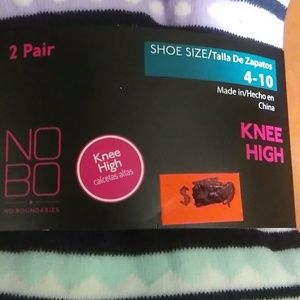 2 Pair
SHOE SIZE/Talla De Zapatos
4-10
Made in/Hecho en
China
KNEE
HIGH
NO
BO
NO BOUNDARIES
Knee
High
calcetas altas
$